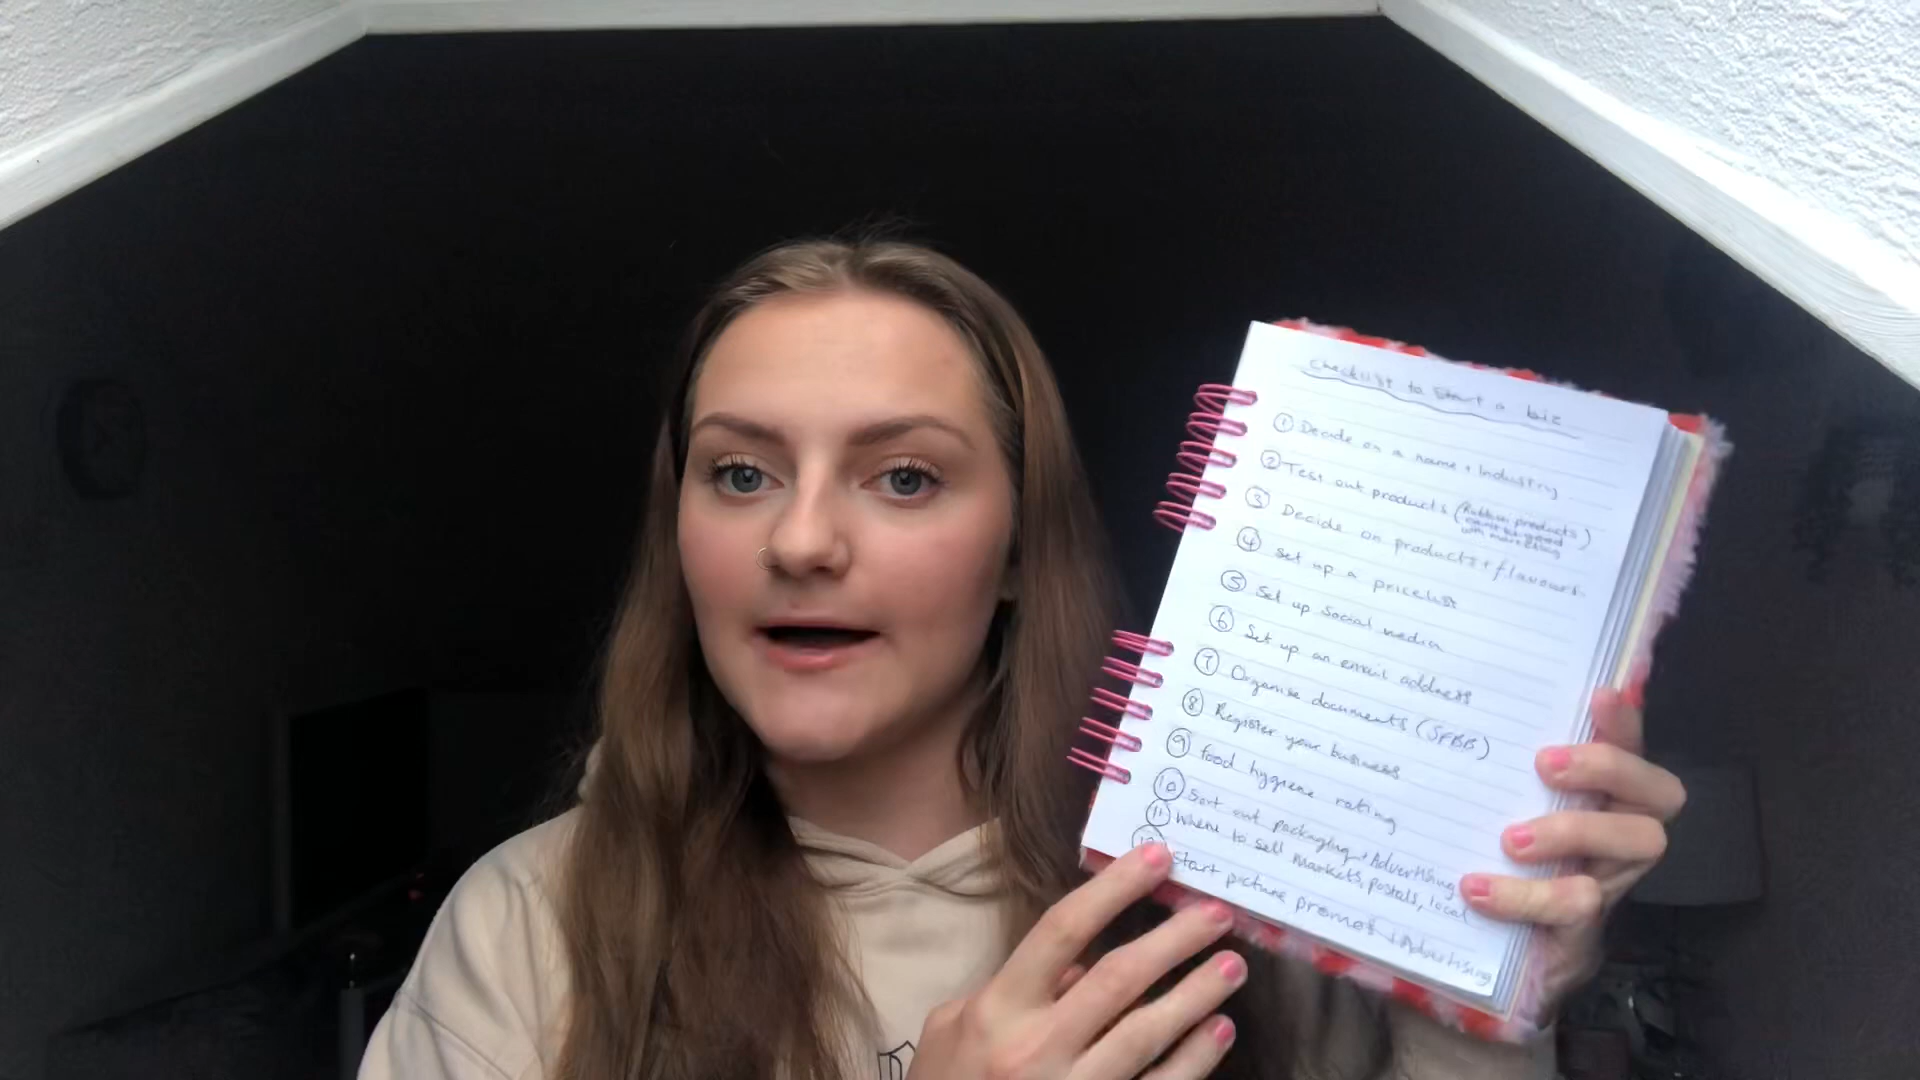 Checklist to Start a biz
① Decide on a name + Industry
② Test out products (Rubbish products
can't be good
with marketing)
③ Decide on products + flavours.
④ Set up a pricelist
⑤ Set up social media
⑥ Set up an email address
⑦ Organise documents (SFBB)
⑧ Register your business
⑨ food hygiene rating
⑩ Sort out packaging + Advertising
⑪ Where to sell markets, postals, local
⑫ Start picture promos + Advertising